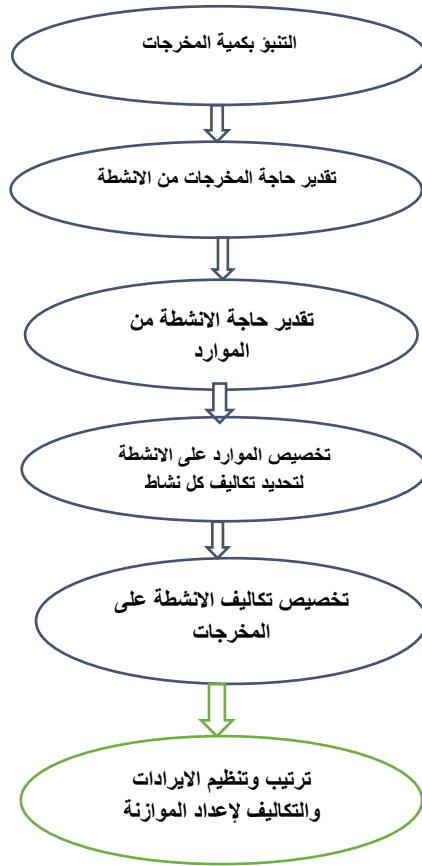 التنبؤ بكمية المخرجات
تقدير حاجة المخرجات من الانشطة
تقدير حاجة الانشطة من
الموارد
تخصيص الموارد على الانشطة
لتحديد تكاليف كل نشاط
تخصيص تكاليف الانشطة على
المخرجات
ترتيب وتنظيم الايرادات
والتكاليف لإعداد الموازنة